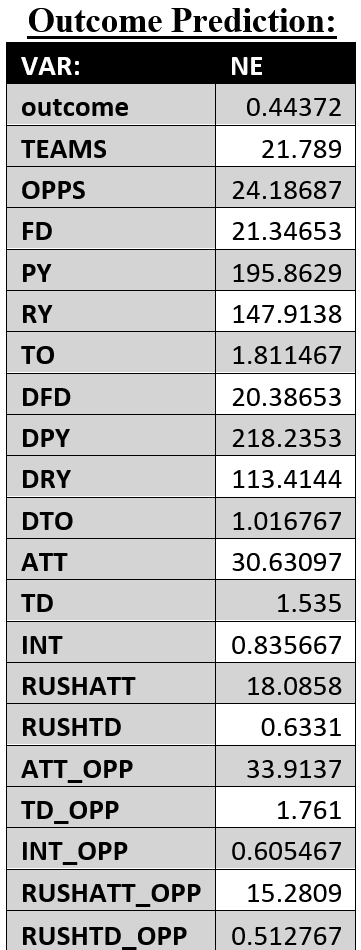 Outcome Prediction:
VAR: NE
outcome 0.44372
TEAMS 21.789
OPPS 24.18687
FD 21.34653
PY 195.8629
RY 147.9138
TO 1.811467
DFD 20.38653
DPY 218.2353
DRY 113.4144
DTO 1.016767
ATT 30.63097
TD 1.535
INT 0.835667
RUSHATT 18.0858
RUSHTD 0.6331
ATT_OPP 33.9137
TD_OPP 1.761
INT_OPP 0.605467
RUSHATT_OPP 15.2809
RUSHTD_OPP 0.512767